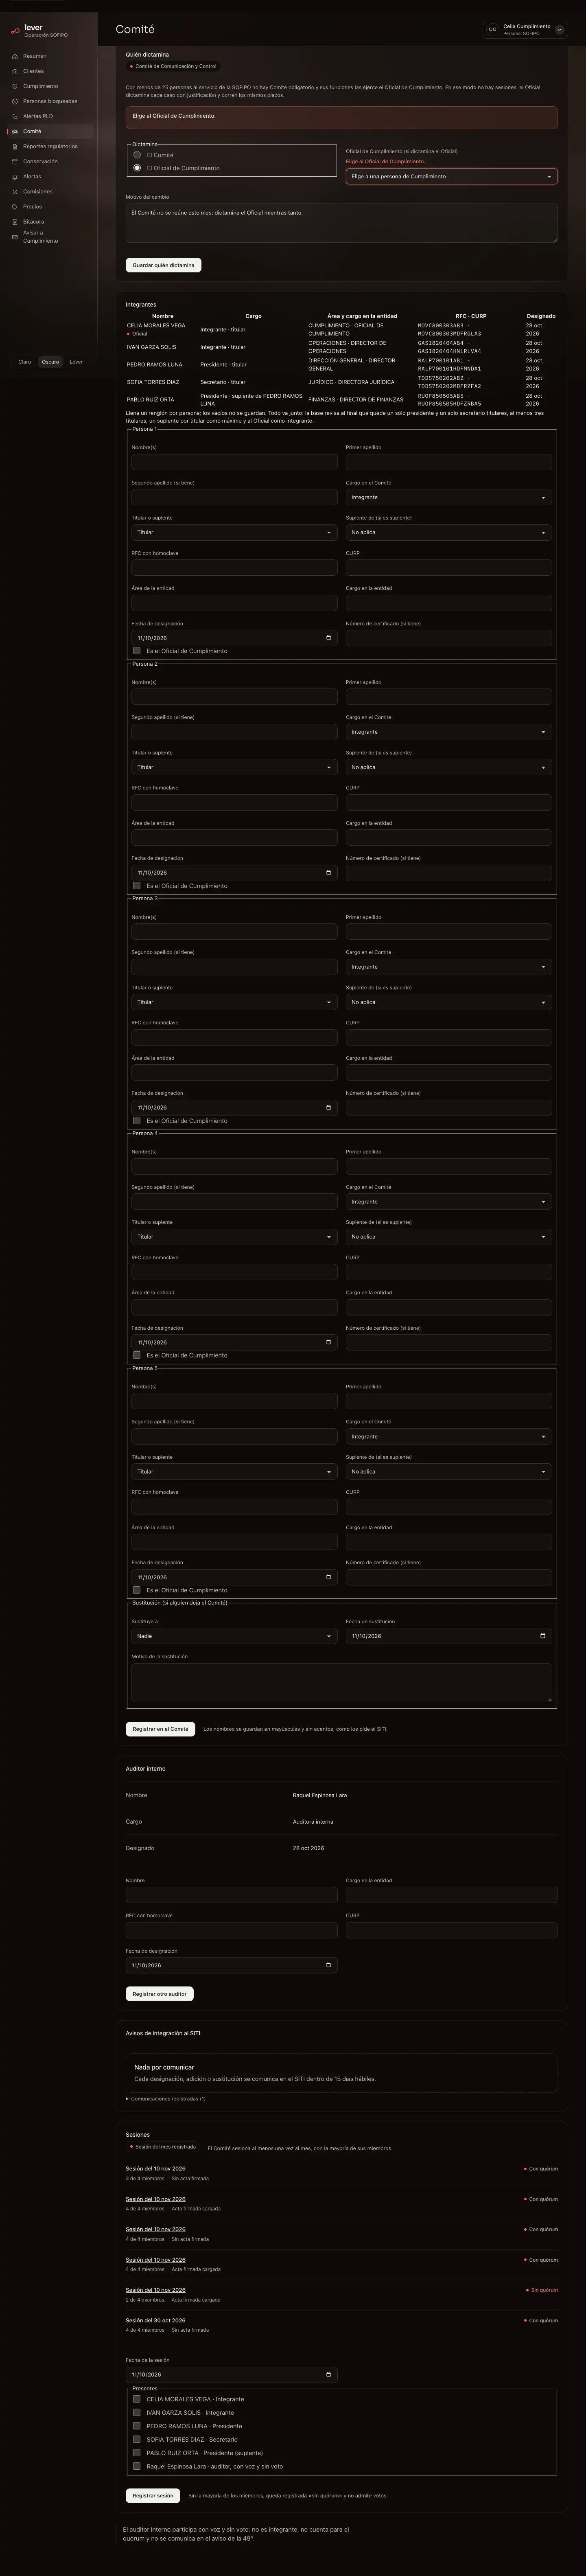 lever
Operación SOFIPO
Resumen
Clientes
Cumplimiento
Personas bloqueadas
Alertas PLD
Comité
Reportes regulatorios
Conservación
Alertas
Comisiones
Precios
Bitácora
Avisar a
Cumplimiento
Claro
Oscuro
Lever
Comité
CC
Celia Cumplimiento
Personal SOFIPO
Quién dictamina
Comité de Comunicación y Control
Con menos de 25 personas al servicio de la SOFIPO no hay Comité obligatorio y sus funciones las ejerce el Oficial de Cumplimiento. En ese modo no hay sesiones: el Oficial
dictamina cada caso con justificación y corren los mismos plazos.
Elige al Oficial de Cumplimiento.
Dictamina
El Comité
El Oficial de Cumplimiento
Oficial de Cumplimiento (si dictamina el Oficial)
Elige al Oficial de Cumplimiento.
Elige a una persona de Cumplimiento
Motivo del cambio
El Comité no se reúne este mes: dictamina el Oficial mientras tanto.
Guardar quién dictamina
Integrantes
Nombre Cargo Área y cargo en la entidad RFC · CURP Designado
CELIA MORALES VEGA
Oficial
Integrante · titular
CUMPLIMIENTO · OFICIAL DE
CUMPLIMIENTO
MOVC800303AB3 ·
MOVC800303MDFRGLA3
28 oct
2026
IVAN GARZA SOLIS
Integrante · titular
OPERACIONES · DIRECTOR DE
OPERACIONES
GASI820404AB4 ·
GASI820404HNLRLVA4
28 oct
2026
PEDRO RAMOS LUNA
Presidente · titular
DIRECCIÓN GENERAL · DIRECTOR
GENERAL
RALP700101AB1 ·
RALP700101HDFMNDA1
28 oct
2026
SOFIA TORRES DIAZ
Secretario · titular
JURÍDICO · DIRECTORA JURÍDICA
TODS750202AB2 ·
TODS750202MDFRZFA2
28 oct
2026
PABLO RUIZ ORTA
Presidente · suplente de PEDRO RAMOS
LUNA
FINANZAS · DIRECTOR DE FINANZAS
RUOP850505AB5 ·
RUOP850505HDFZRBA5
28 oct
2026
Llena un renglón por persona; los vacíos no se guardan. Todo va junto: la base revisa al final que quede un solo presidente y un solo secretario titulares, al menos tres
titulares, un suplente por titular como máximo y al Oficial como integrante.
Persona 1
Nombre(s)
Primer apellido
Segundo apellido (si tiene)
Cargo en el Comité
Integrante
Titular o suplente
Titular
Suplente de (si es suplente)
No aplica
RFC con homoclave
CURP
Área de la entidad
Cargo en la entidad
Fecha de designación
11/10/2026
Número de certificado (si tiene)
Es el Oficial de Cumplimiento
Persona 2
Nombre(s)
Primer apellido
Segundo apellido (si tiene)
Cargo en el Comité
Integrante
Titular o suplente
Titular
Suplente de (si es suplente)
No aplica
RFC con homoclave
CURP
Área de la entidad
Cargo en la entidad
Fecha de designación
11/10/2026
Número de certificado (si tiene)
Es el Oficial de Cumplimiento
Persona 3
Nombre(s)
Primer apellido
Segundo apellido (si tiene)
Cargo en el Comité
Integrante
Titular o suplente
Titular
Suplente de (si es suplente)
No aplica
RFC con homoclave
CURP
Área de la entidad
Cargo en la entidad
Fecha de designación
11/10/2026
Número de certificado (si tiene)
Es el Oficial de Cumplimiento
Persona 4
Nombre(s)
Primer apellido
Segundo apellido (si tiene)
Cargo en el Comité
Integrante
Titular o suplente
Titular
Suplente de (si es suplente)
No aplica
RFC con homoclave
CURP
Área de la entidad
Cargo en la entidad
Fecha de designación
11/10/2026
Número de certificado (si tiene)
Es el Oficial de Cumplimiento
Persona 5
Nombre(s)
Primer apellido
Segundo apellido (si tiene)
Cargo en el Comité
Integrante
Titular o suplente
Titular
Suplente de (si es suplente)
No aplica
RFC con homoclave
CURP
Área de la entidad
Cargo en la entidad
Fecha de designación
11/10/2026
Número de certificado (si tiene)
Es el Oficial de Cumplimiento
Sustitución (si alguien deja el Comité)
Sustituye a
Nadie
Fecha de sustitución
11/10/2026
Motivo de la sustitución
Registrar en el Comité
Los nombres se guardan en mayúsculas y sin acentos, como los pide el SITI.
Auditor interno
Nombre Raquel Espinosa Lara
Cargo Auditora interna
Designado 28 oct 2026
Nombre
Cargo en la entidad
RFC con homoclave
CURP
Fecha de designación
11/10/2026
Registrar otro auditor
Avisos de integración al SITI
Nada por comunicar
Cada designación, adición o sustitución se comunica en el SITI dentro de 15 días hábiles.
Comunicaciones registradas (1)
Sesiones
Sesión del mes registrada
El Comité sesiona al menos una vez al mes, con la mayoría de sus miembros.
Sesión del 10 nov 2026 Con quórum
3 de 4 miembros Sin acta firmada
Sesión del 10 nov 2026 Con quórum
4 de 4 miembros Acta firmada cargada
Sesión del 10 nov 2026 Con quórum
4 de 4 miembros Sin acta firmada
Sesión del 10 nov 2026 Con quórum
4 de 4 miembros Acta firmada cargada
Sesión del 10 nov 2026 Sin quórum
2 de 4 miembros Acta firmada cargada
Sesión del 30 oct 2026 Con quórum
4 de 4 miembros Sin acta firmada
Fecha de la sesión
11/10/2026
Presentes
CELIA MORALES VEGA · Integrante
IVAN GARZA SOLIS · Integrante
PEDRO RAMOS LUNA · Presidente
SOFIA TORRES DIAZ · Secretario
PABLO RUIZ ORTA · Presidente (suplente)
Raquel Espinosa Lara · auditor, con voz y sin voto
Registrar sesión
Sin la mayoría de los miembros, queda registrada «sin quórum» y no admite votos.
El auditor interno participa con voz y sin voto: no es integrante, no cuenta para el
quórum y no se comunica en el aviso de la 49ª.